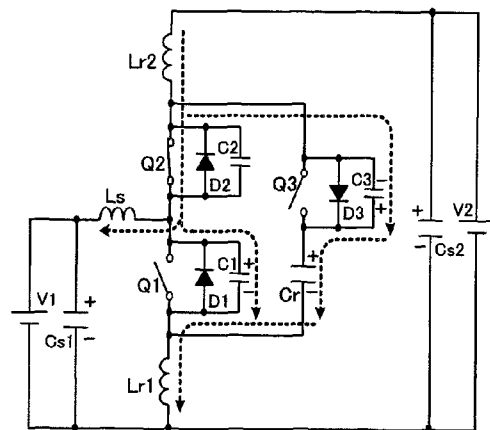 Lr2
C2
Q2
D2
Q3
C3
−
+
D3
Ls
+
Cs2
−
V2
V1
+
Cs1
−
Q1
C1
+
−
D1
+
−
Cr
Lr1